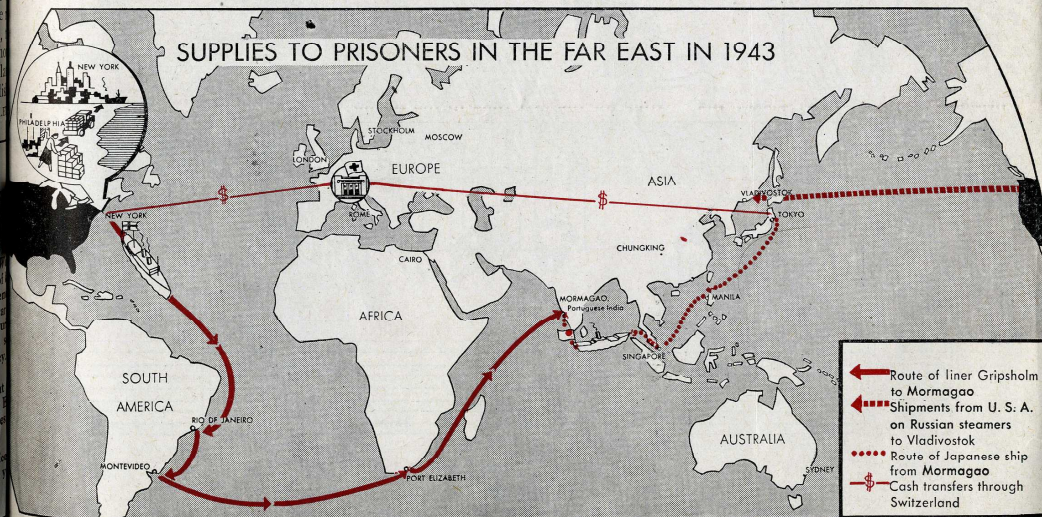 SUPPLIES TO PRISONERS IN THE FAR EAST IN 1943
NEW YORK
PHILADELPHIA
STOCKHOLM
MOSCOW
LONDON
EUROPE
ASIA
VLADIVOSTOK
NEW YORK
ROME
TOKYO
CHUNGKING
CAIRO
MORMAGAO,
Portuguese India
MANILA
AFRICA
SINGAPORE
SOUTH
AMERICA
RIO DE JANEIRO
AUSTRALIA
MONTEVIDEO
PORT ELIZABETH
SYDNEY
Route of liner Gripsholm
to Mormagao
Shipments from U. S. A.
on Russian steamers
to Vladivostok
Route of Japanese ship
from Mormagao
$ Cash transfers through
Switzerland
$
$